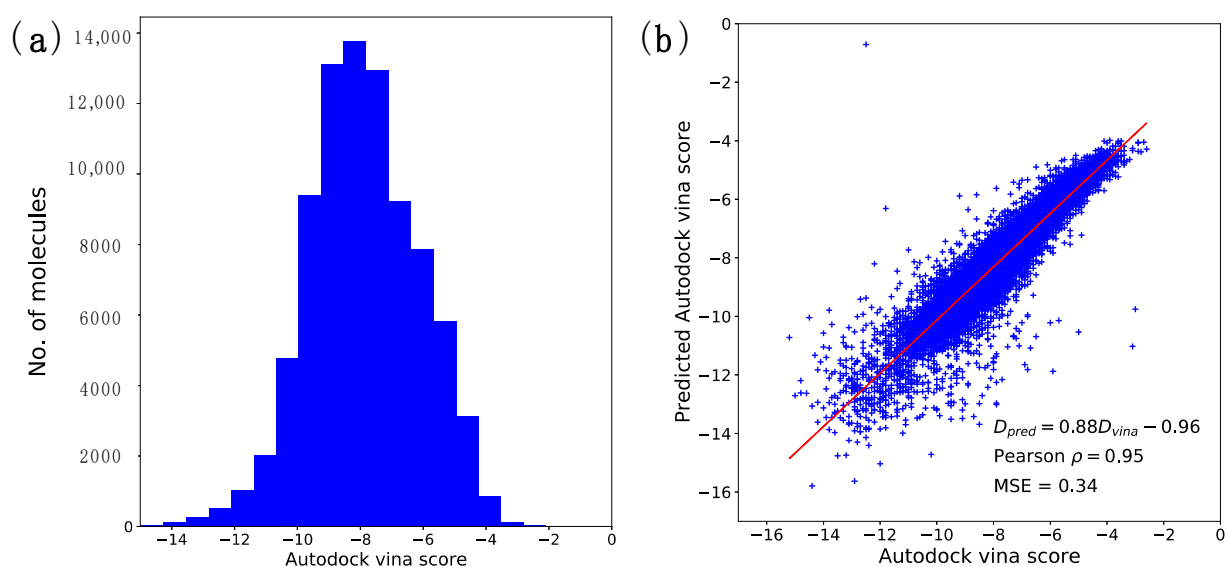 (a)
No. of molecules
14,000
12,000
10,000
8000
6000
4000
2000
0
−14 −12 −10 −8 −6 −4 −2 0
Autodock vina score
(b)
Predicted Autodock vina score
0
−2
−4
−6
−8
−10
−12
−14
−16
D_pred = 0.88D_vina − 0.96
Pearson ρ = 0.95
MSE = 0.34
−16 −14 −12 −10 −8 −6 −4 −2 0
Autodock vina score